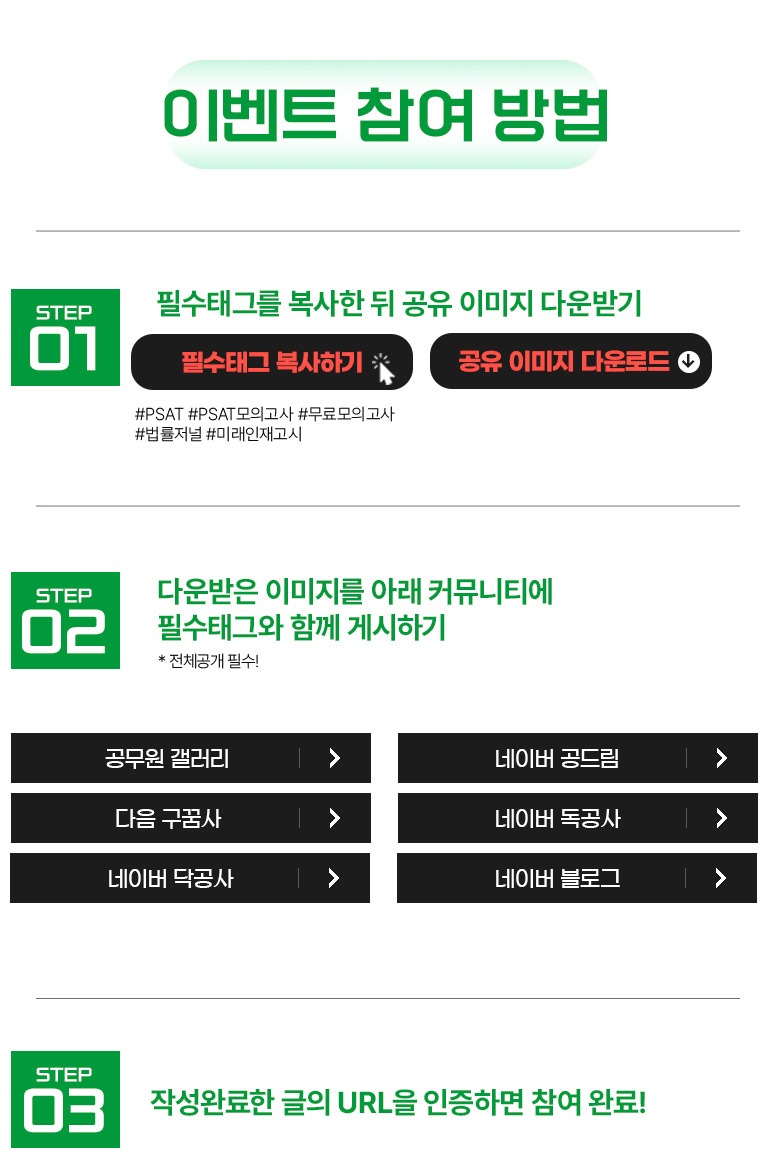 이벤트 참여 방법
STEP
01
필수태그를 복사한 뒤 공유 이미지 다운받기
필수태그 복사하기
공유 이미지 다운로드
#PSAT #PSAT모의고사 #무료모의고사
#법률저널 #미래인재고시
STEP
02
다운받은 이미지를 아래 커뮤니티에
필수태그와 함께 게시하기
* 전체공개 필수!
공무원 갤러리
네이버 공드림
다음 구꿈사
네이버 독공사
네이버 닥공사
네이버 블로그
STEP
03
작성완료한 글의 URL을 인증하면 참여 완료!